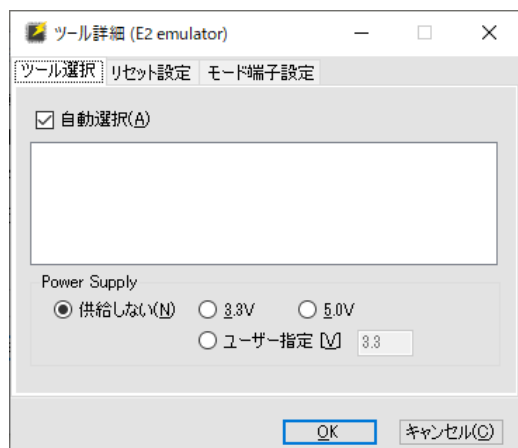 ツール詳細 (E2 emulator)
ツール選択 リセット設定 モード端子設定
自動選択(A)
Power Supply
供給しない(N) 3.3V 5.0V
ユーザー指定 [V] 3.3
OK キャンセル(C)